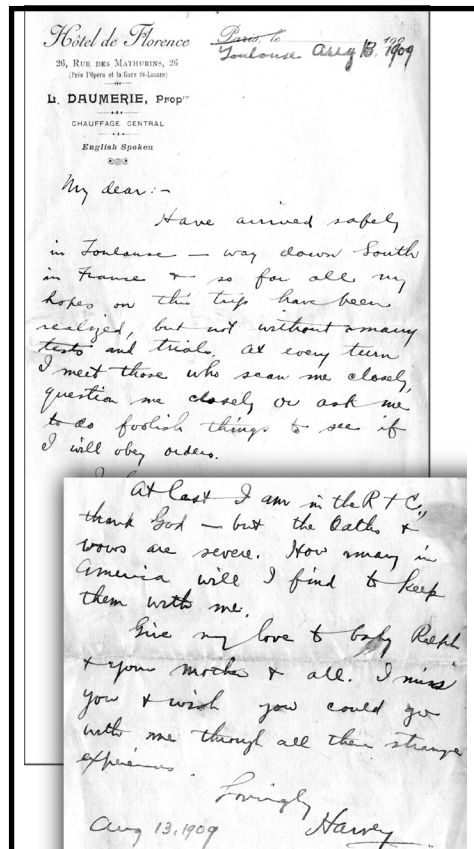 Hôtel de Florence
26, RUE DES MATHURINS, 26
(Près l'Opéra et la Gare St-Lazare)
L. DAUMERIE, Propre
CHAUFFAGE CENTRAL
English Spoken
Paris, le 190
Toulouse Aug 13, 1909
My dear:-
Have arrived safely
in Toulouse — way down South
in France & so far all my
hopes on this trip have been
realized, but not without many
tests and trials. At every turn
I meet those who scan me closely,
question me closely or ask me
to do foolish things to see if
I will obey orders.
At last I am in the R + C.,
thank God — but the Oaths &
vows are severe. How many in
America will I find to keep
them with me.
Give my love to baby Ralph
& your mother & all. I miss
you & wish you could go
with me through all these strange
experiences.
Lovingly
Harvey
Aug 13, 1909